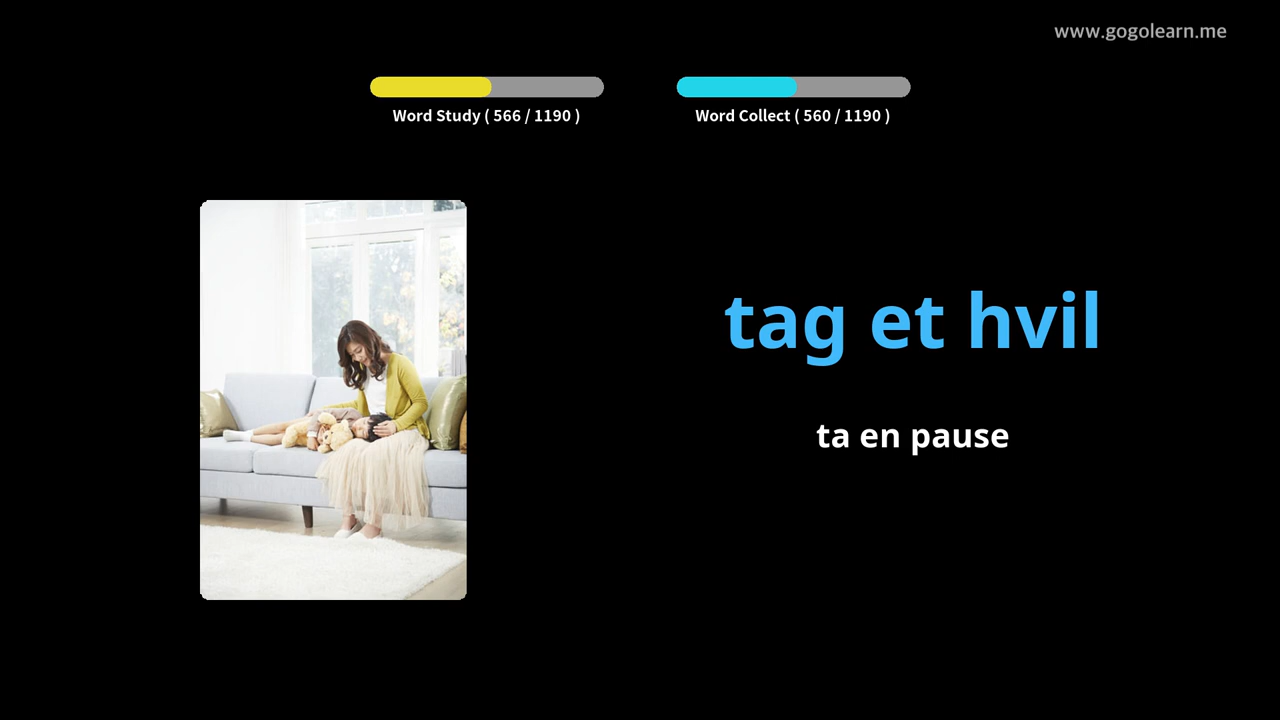 www.gogolearn.me
Word Study ( 566 / 1190 )
Word Collect ( 560 / 1190 )
tag et hvil
ta en pause